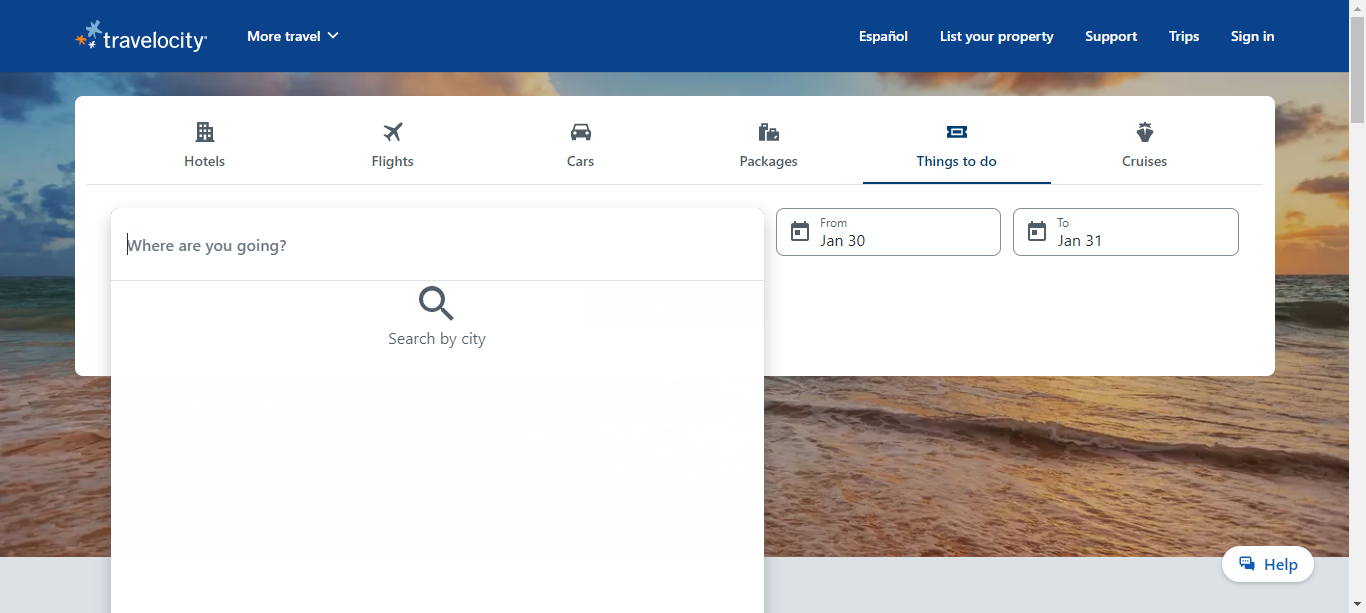 travelocity
More travel
Español
List your property
Support
Trips
Sign in
Hotels
Flights
Cars
Packages
Things to do
Cruises
Where are you going?
From
Jan 30
To
Jan 31
Search by city
Help